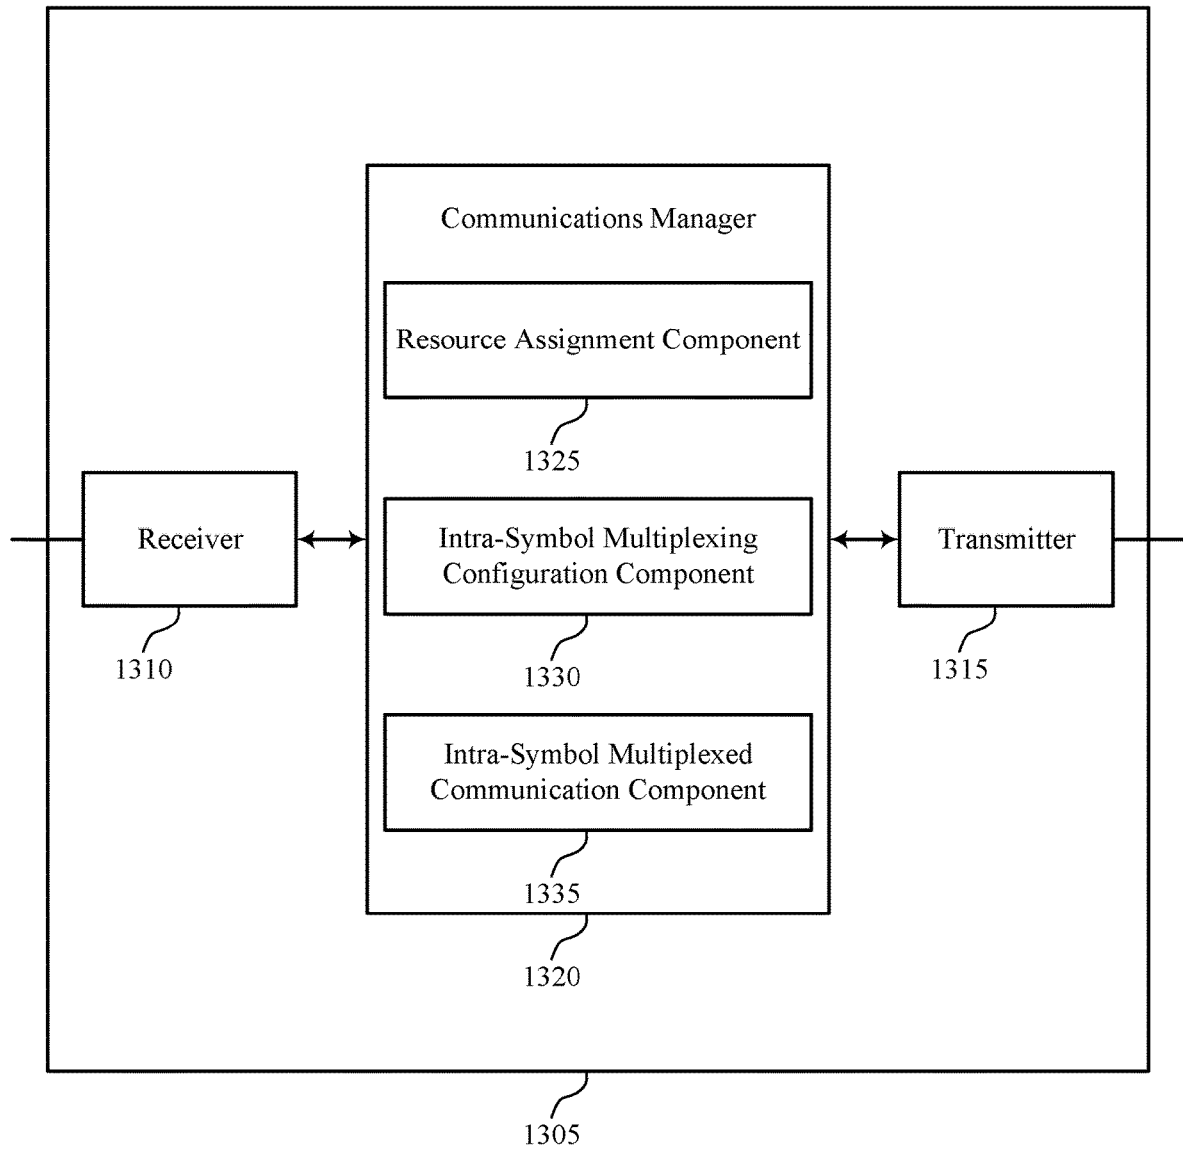 Communications Manager
Resource Assignment Component
1325
Receiver
1310
Intra-Symbol Multiplexing
Configuration Component
1330
Transmitter
1315
Intra-Symbol Multiplexed
Communication Component
1335
1320
1305